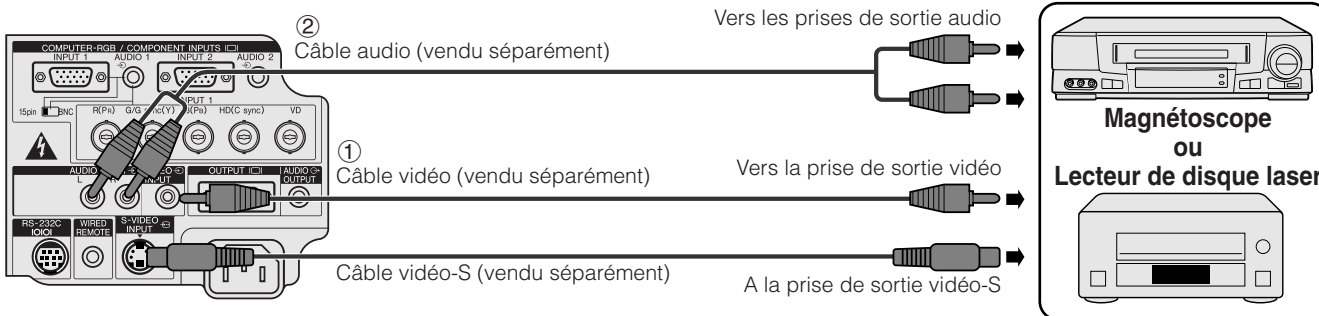 ②
Câble audio (vendu séparément)
Vers les prises de sortie audio
COMPUTER-RGB / COMPONENT INPUTS
INPUT 1
AUDIO 1
INPUT 2
AUDIO 2
INPUT 1
15pin
BNC
R(PR)
G/G sync(Y)
(PB)
HD(C sync)
VD
Magnétoscope
ou
Lecteur de disque laser
①
Câble vidéo (vendu séparément)
Vers la prise de sortie vidéo
AUDIO
L
R
INPUT
OUTPUT
AUDIO
OUTPUT
RS-232C
WIRED
REMOTE
S-VIDEO
INPUT
Câble vidéo-S (vendu séparément)
A la prise de sortie vidéo-S